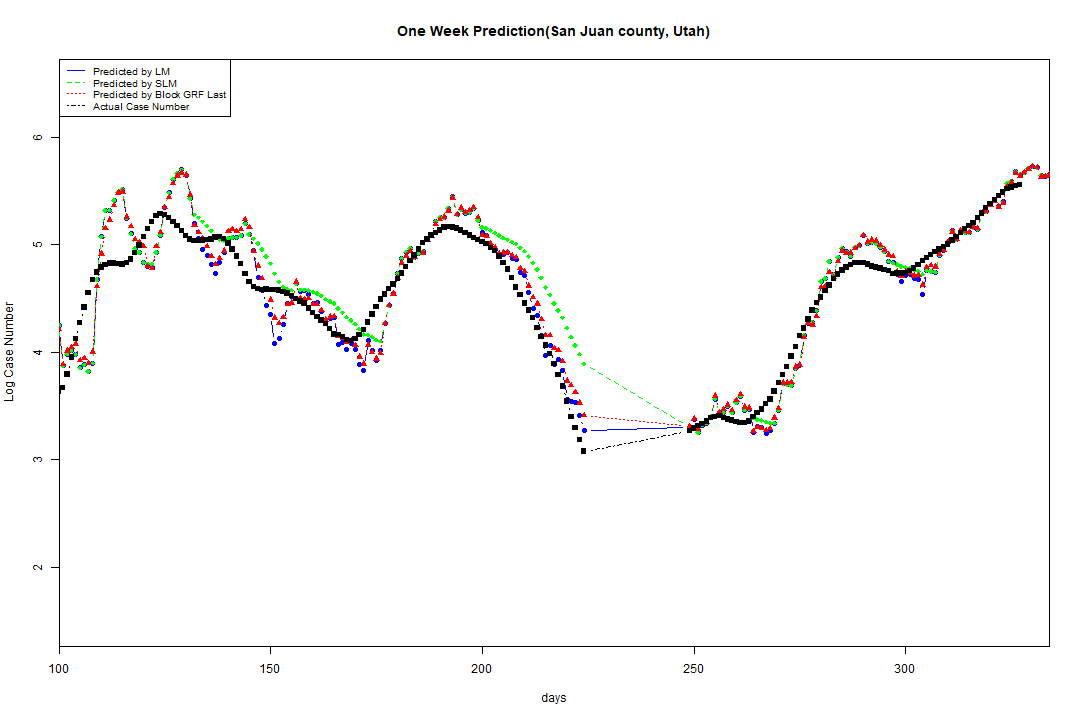 One Week Prediction(San Juan county, Utah)
Predicted by LM
Predicted by SLM
Predicted by Block GRF Last
Actual Case Number
6
5
4
3
2
Log Case Number
100
150
200
250
300
days